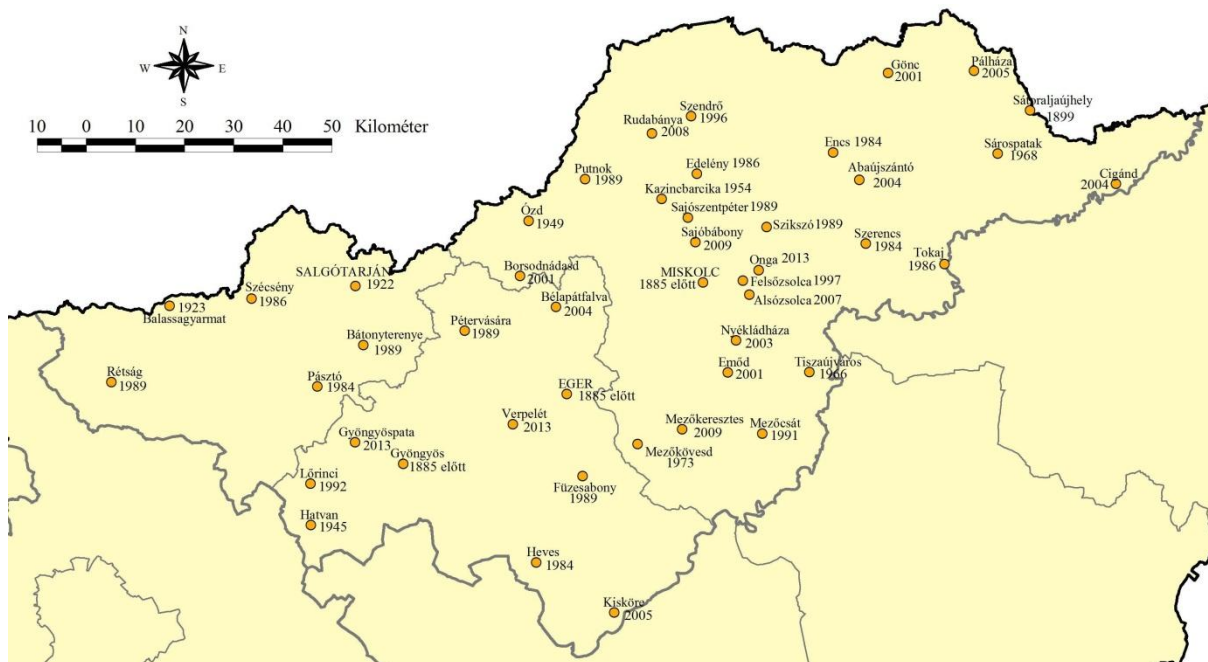 N
W E
S
10 0 10 20 30 40 50 Kilométer
Gönc
2001
Pálháza
2005
Sátoraljaújhely
1899
Szendrő
1996
Rudabánya
2008
Encs 1984
Sárospatak
1968
Abaújszántó
2004
Cigánd
2004
Putnok
1989
Edelény 1986
Kazincbarcika 1954
Sajószentpéter 1989
Ózd
1949
Szikszó 1989
Sajóbábony
2009
Szerencs
1984
Tokaj
1986
Borsodnádasd
2001
Onga 2013
MISKOLC
1885 előtt
Felsőzsolca 1997
Alsózsolca 2007
SALGÓTARJÁN
1922
Szécsény
1986
1923
Balassagyarmat
Bélapátfalva
2004
Pétervására
1989
Bátonyterenye
1989
Nyékládháza
2003
Emőd
2001
Tiszaújváros
1966
Rétság
1989
Pásztó
1984
EGER
1885 előtt
Verpelét
2013
Mezőkeresztes
2009
Mezőcsát
1991
Gyöngyöspata
2013
Gyöngyös
1885 előtt
Mezőkövesd
1973
Lőrinci
1992
Füzesabony
1989
Hatvan
1945
Heves
1984
Kisköre
2005